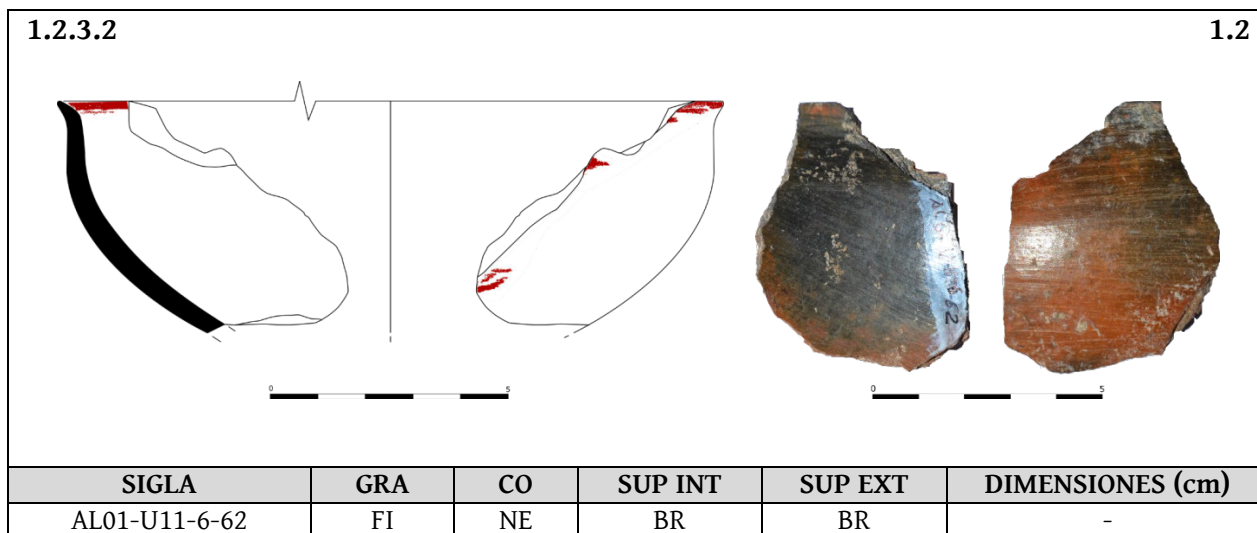 1.2.3.2 1.2
0 5 0 5
62
SIGLA GRA CO SUP INT SUP EXT DIMENSIONES (cm)
AL01-U11-6-62 FI NE BR BR -